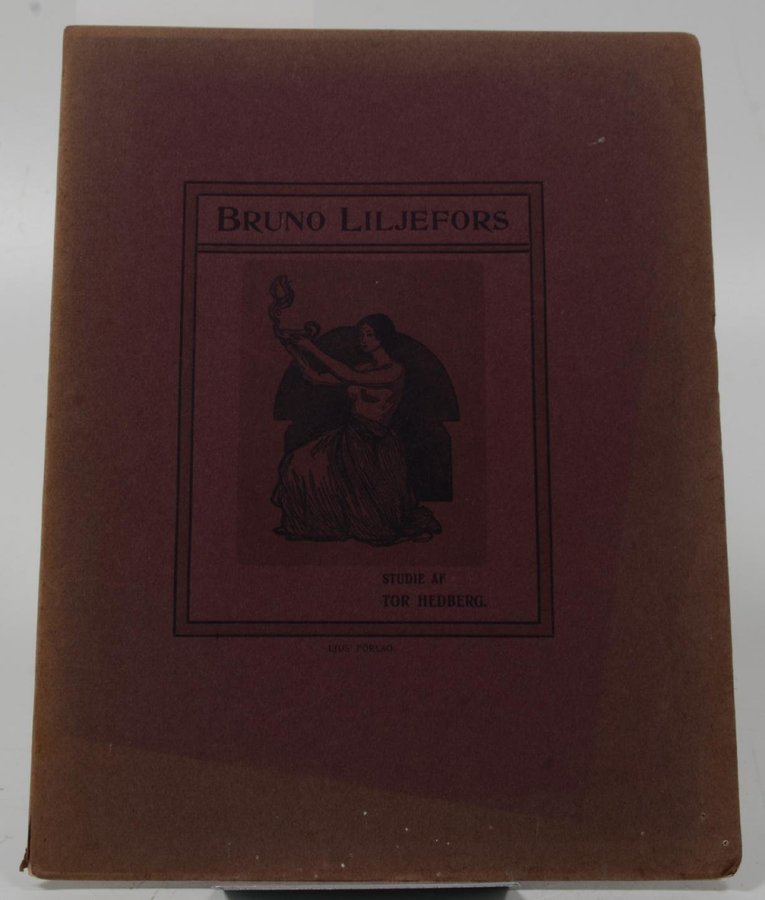 BRUNO LILJEFORS
STUDIE AF
TOR HEDBERG.
LJUS' FÖRLAG.